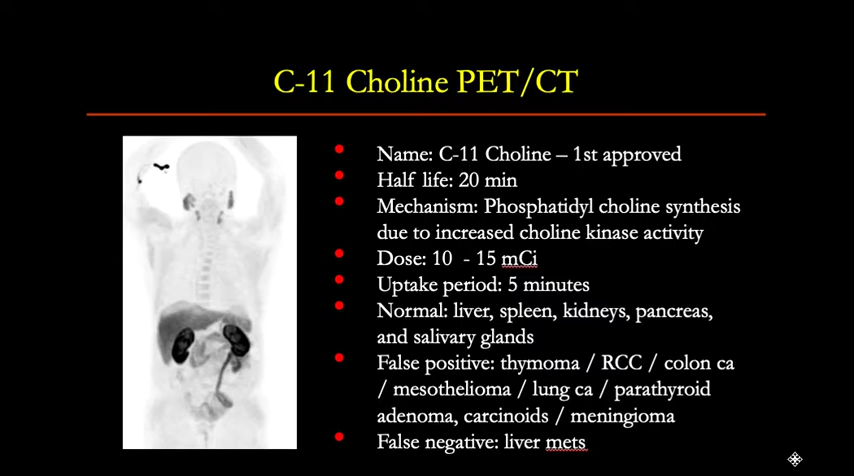 C-11 Choline PET/CT
Name: C-11 Choline – 1st approved
Half life: 20 min
Mechanism: Phosphatidyl choline synthesis
due to increased choline kinase activity
Dose: 10 - 15 mCi
Uptake period: 5 minutes
Normal: liver, spleen, kidneys, pancreas,
and salivary glands
False positive: thymoma / RCC / colon ca
/ mesothelioma / lung ca / parathyroid
adenoma, carcinoids / meningioma
False negative: liver mets